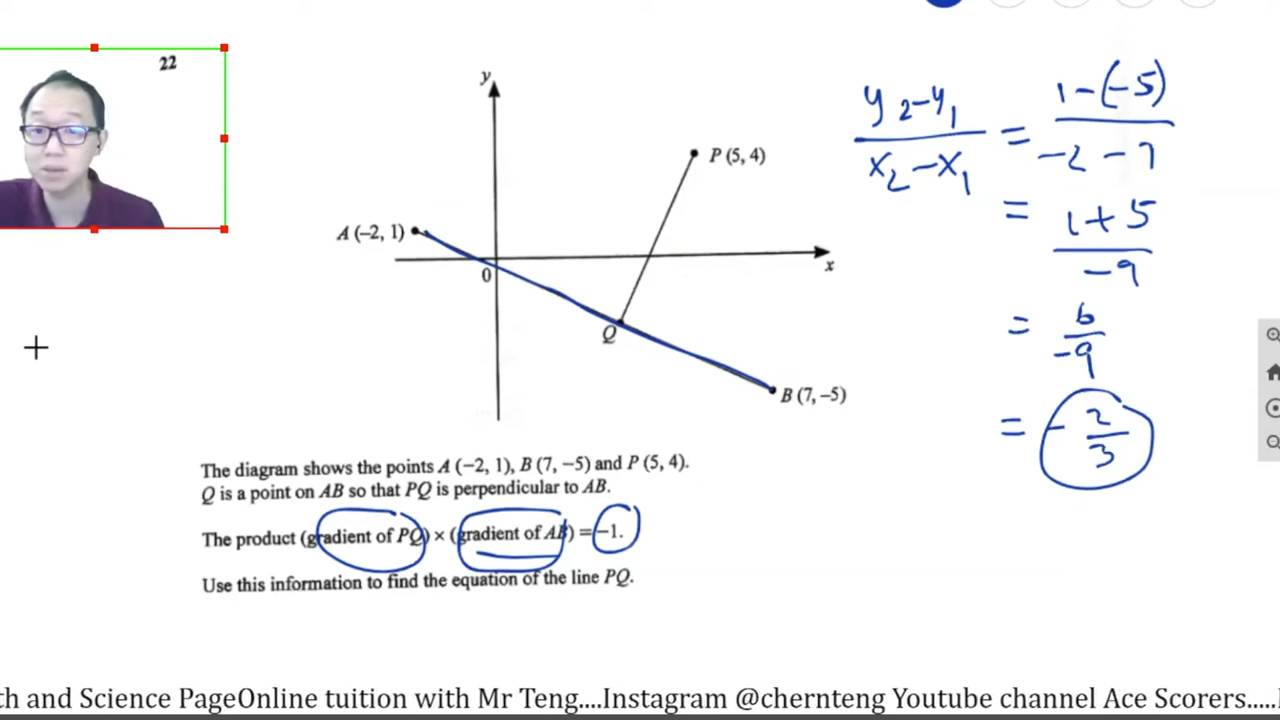 22
y
P (5, 4)
A (−2, 1)
0
x
Q
B (7, −5)
y2−y1 / x2−x1 = 1−(−5) / −2−7
= 1+5 / −9
= 6 / −9
= −2/3
The diagram shows the points A (−2, 1), B (7, −5) and P (5, 4).
Q is a point on AB so that PQ is perpendicular to AB.
The product (gradient of PQ) × (gradient of AB) = −1.
Use this information to find the equation of the line PQ.
th and Science PageOnline tuition with Mr Teng....Instagram @chernteng Youtube channel Ace Scorers.....